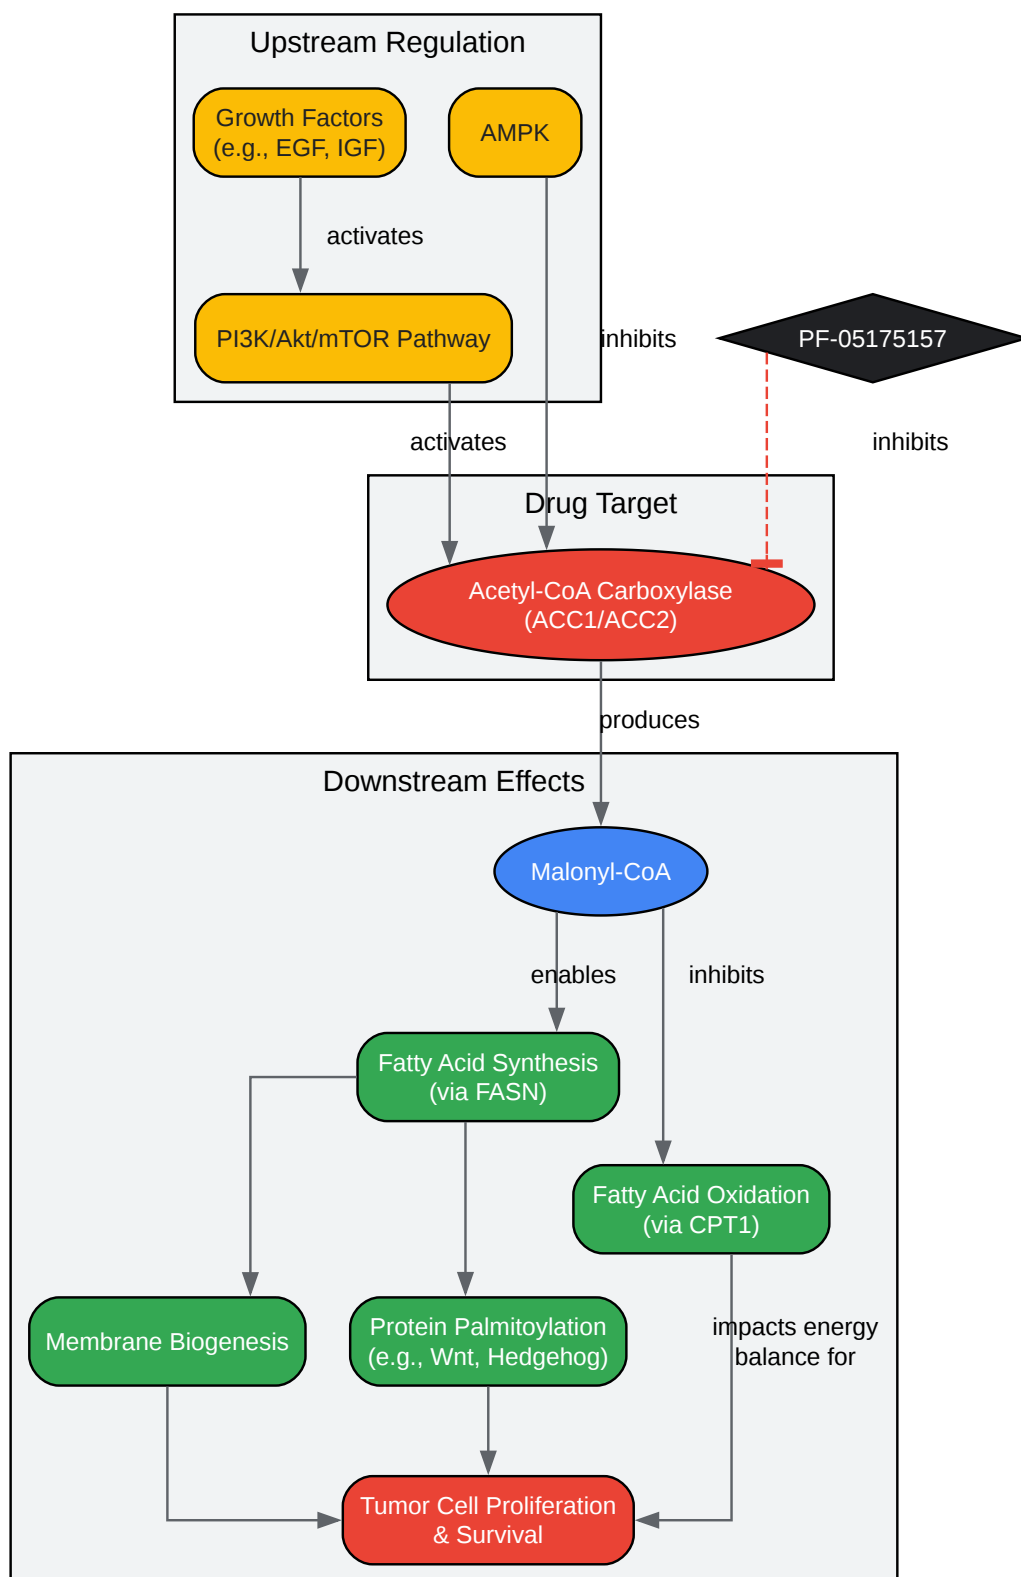 Upstream Regulation
Growth Factors
(e.g., EGF, IGF)
AMPK
activates
PI3K/Akt/mTOR Pathway
inhibits
PF-05175157
activates
inhibits
Drug Target
Acetyl-CoA Carboxylase
(ACC1/ACC2)
produces
Downstream Effects
Malonyl-CoA
enables
inhibits
Fatty Acid Synthesis
(via FASN)
Fatty Acid Oxidation
(via CPT1)
Membrane Biogenesis
Protein Palmitoylation
(e.g., Wnt, Hedgehog)
impacts energy
balance for
Tumor Cell Proliferation
& Survival